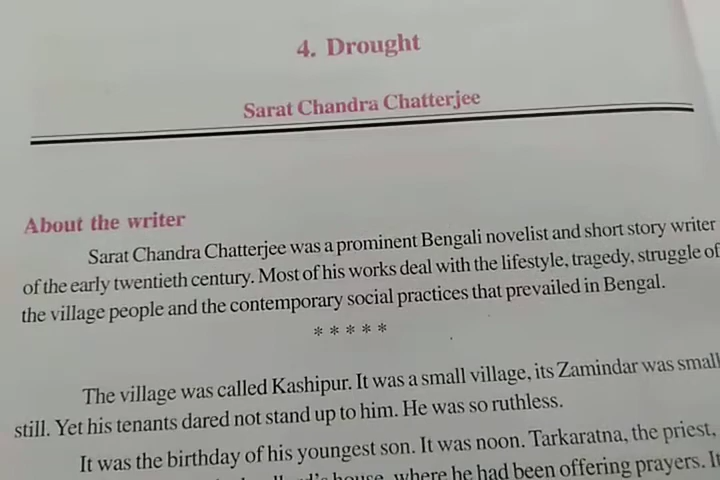 4. Drought
Sarat Chandra Chatterjee
About the writer
Sarat Chandra Chatterjee was a prominent Bengali novelist and short story writer
of the early twentieth century. Most of his works deal with the lifestyle, tragedy, struggle of
the village people and the contemporary social practices that prevailed in Bengal.
*****
The village was called Kashipur. It was a small village, its Zamindar was small
still. Yet his tenants dared not stand up to him. He was so ruthless.
It was the birthday of his youngest son. It was noon. Tarkaratna, the priest,
house, where he had been offering prayers. It